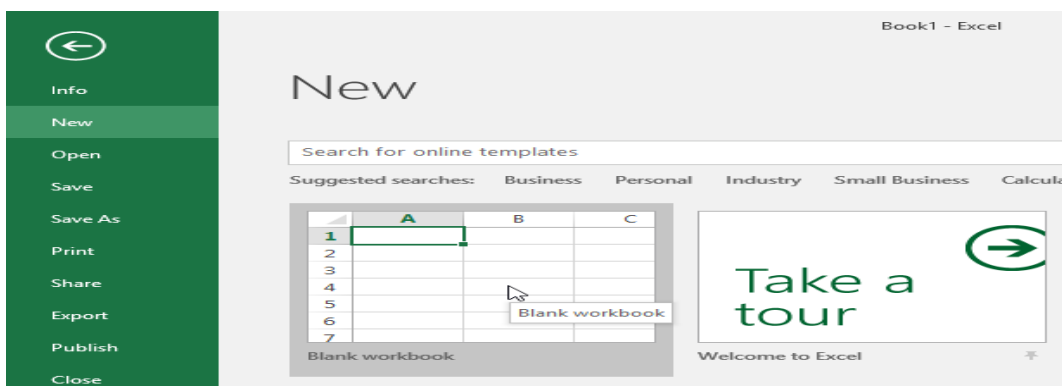 Book1 - Excel
Info
New
Open
Save
Save As
Print
Share
Export
Publish
Close
New
Search for online templates
Suggested searches: Business Personal Industry Small Business Calcula
A B C
1
2
3
4
5
6
7
Blank workbook
Blank workbook
Take a
tour
Welcome to Excel